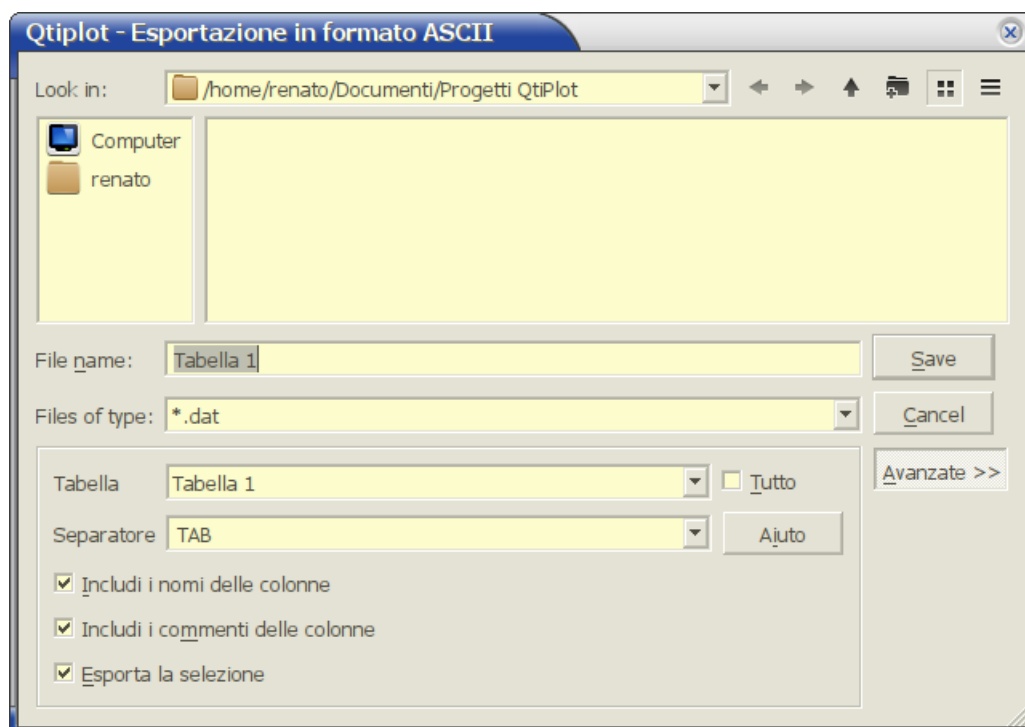 Qtiplot - Esportazione in formato ASCII
Look in: /home/renato/Documenti/Progetti QtiPlot
Computer
renato
File name: Tabella 1 Save
Files of type: *.dat Cancel
Avanzate >>
Tabella Tabella 1 Tutto
Separatore TAB Aiuto
Includi i nomi delle colonne
Includi i commenti delle colonne
Esporta la selezione